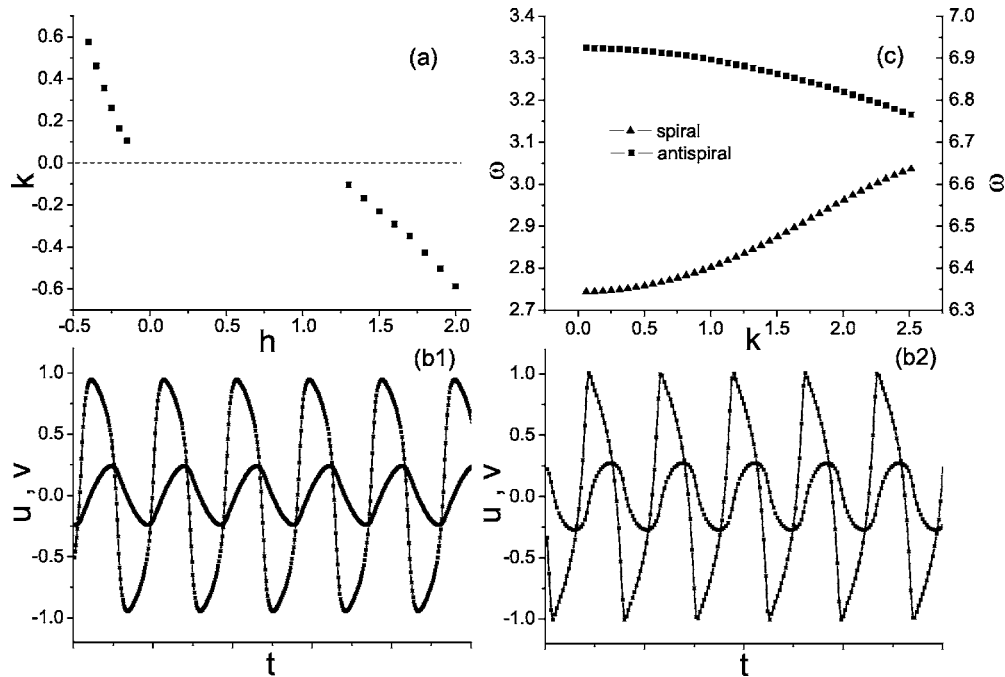 (a)
k
0.6
0.4
0.2
0.0
-0.2
-0.4
-0.6
-0.5 0.0 0.5 1.0 1.5 2.0
h
(c)
ω
3.4
3.3
3.2
3.1
3.0
2.9
2.8
2.7
spiral
antispiral
7.0
6.9
6.8
6.7
6.6
6.5
6.4
6.3
ω
0.0 0.5 1.0 1.5 2.0 2.5
k
(b1)
u , v
1.0
0.5
0.0
-0.5
-1.0
t
(b2)
u , v
1.0
0.5
0.0
-0.5
-1.0
t